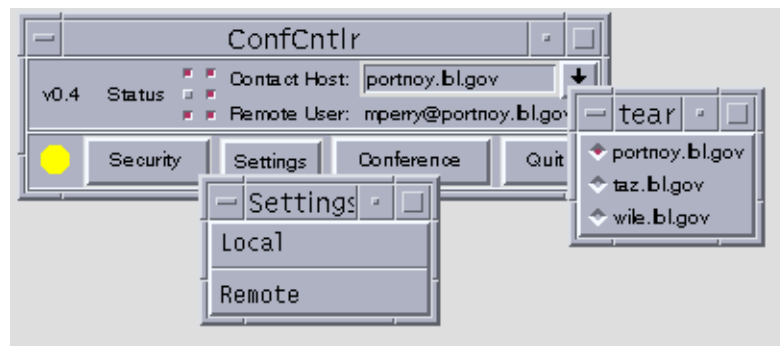 ConfCntlr
v0.4 Status Contact Host: portnoy.lbl.gov
Remote User: mperry@portnoy.lbl.gov
Security Settings Conference Quit
tear
portnoy.lbl.gov
taz.lbl.gov
wile.lbl.gov
Settings
Local
Remote